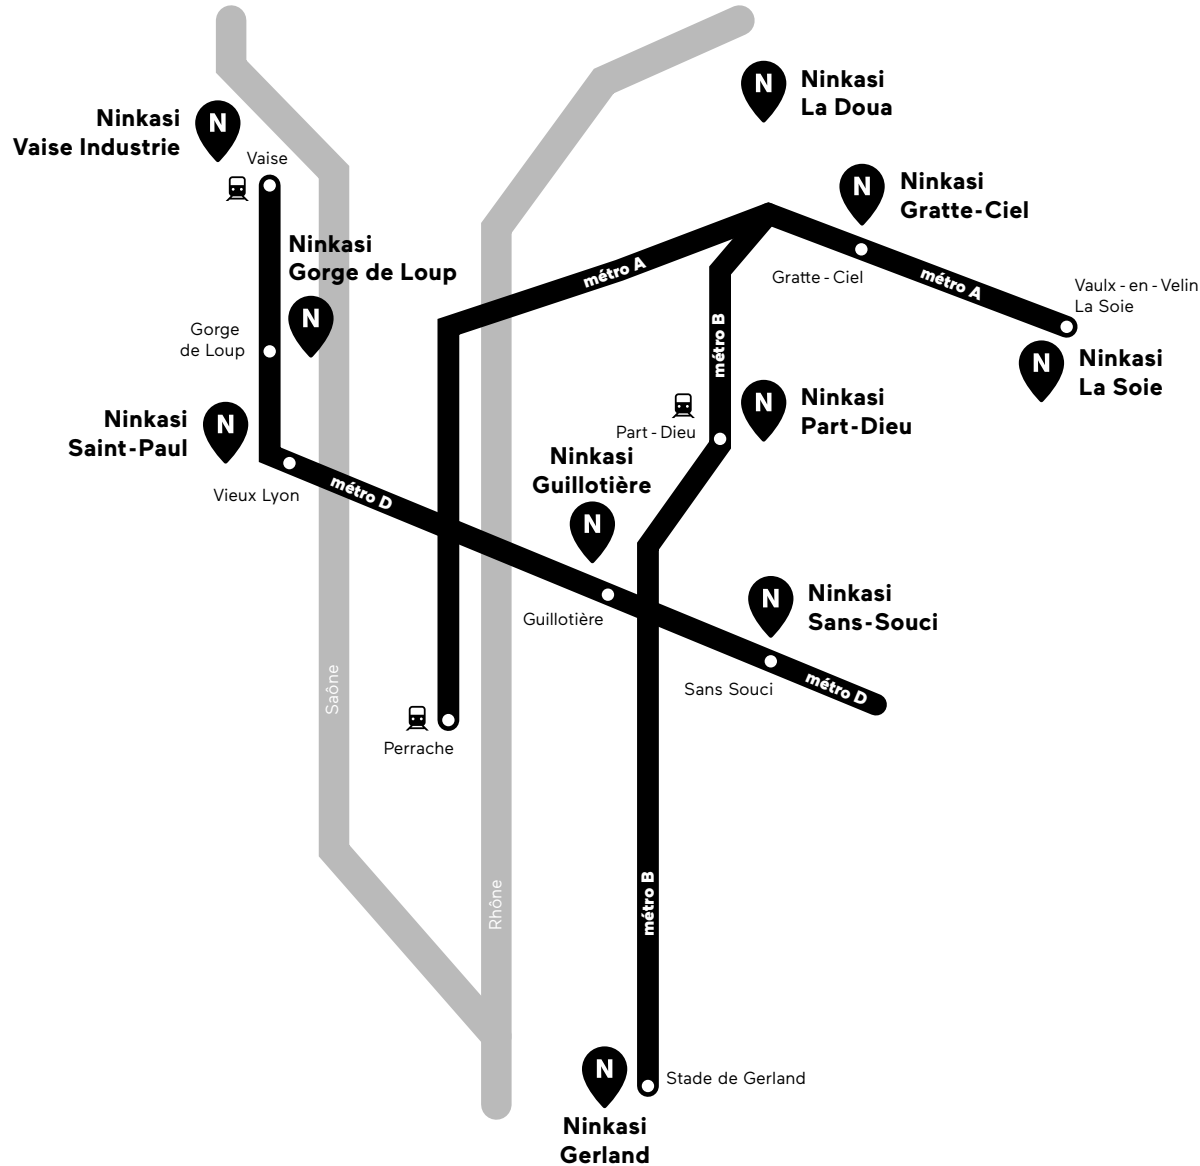 N
Ninkasi
La Doua
N
Ninkasi
Vaise Industrie
Vaise
N
Ninkasi
Gratte-Ciel
Ninkasi
Gorge de Loup
N
métro A
Gratte - Ciel
métro A
Vaulx - en - Velin
La Soie
Gorge
de Loup
métro B
N
Ninkasi
La Soie
N
Ninkasi
Part-Dieu
Part - Dieu
N
Ninkasi
Saint-Paul
Vieux Lyon
métro D
Ninkasi
Guillotière
N
Guillotière
N
Ninkasi
Sans-Souci
Sans Souci
métro D
Saône
Perrache
Rhône
métro B
N
Stade de Gerland
Ninkasi
Gerland